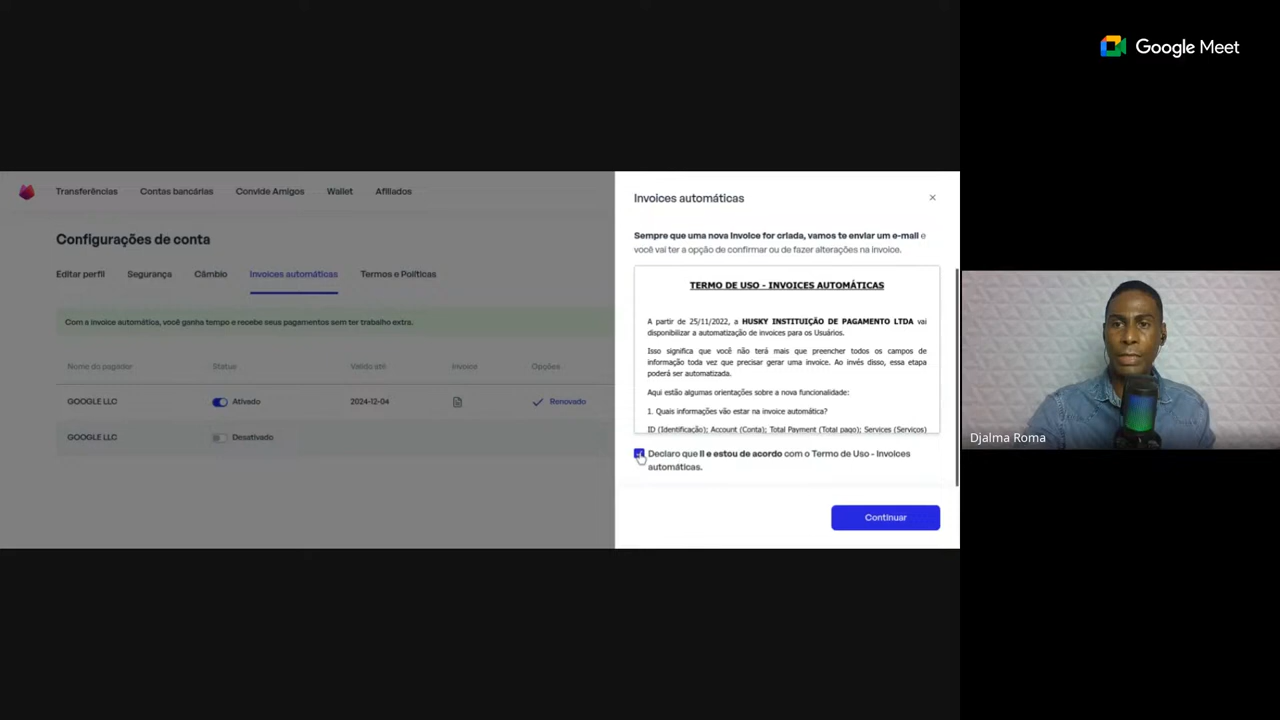 Google Meet
Transferências Contas bancárias Convide Amigos Wallet Afiliados
Configurações de conta
Editar perfil Segurança Câmbio Invoices automáticas Termos e Políticas
Com a invoice automática, você ganha tempo e recebe seus pagamentos sem ter trabalho extra.
Nome do pagador Status Valido até Invoice Opções
GOOGLE LLC Ativado 2024-12-04 Renovado
GOOGLE LLC Desativado
Invoices automáticas
Sempre que uma nova Invoice for criada, vamos te enviar um e-mail e
você vai ter a opção de confirmar ou de fazer alterações na invoice.
TERMO DE USO - INVOICES AUTOMÁTICAS
A partir de 25/11/2022, a HUSKY INSTITUIÇÃO DE PAGAMENTO LTDA vai
disponibilizar a automatização de invoices para os Usuários.
Isso significa que você não terá mais que preencher todos os campos de
informação toda vez que precisar gerar uma invoice. Ao invés disso, essa etapa
poderá ser automatizada.
Aqui estão algumas orientações sobre a nova funcionalidade:
1. Quais informações vão estar na invoice automática?
ID (Identificação); Account (Conta); Total Payment (Total pago); Services (Serviços)
Declaro que li e estou de acordo com o Termo de Uso - Invoices
automáticas.
Continuar
Djalma Roma